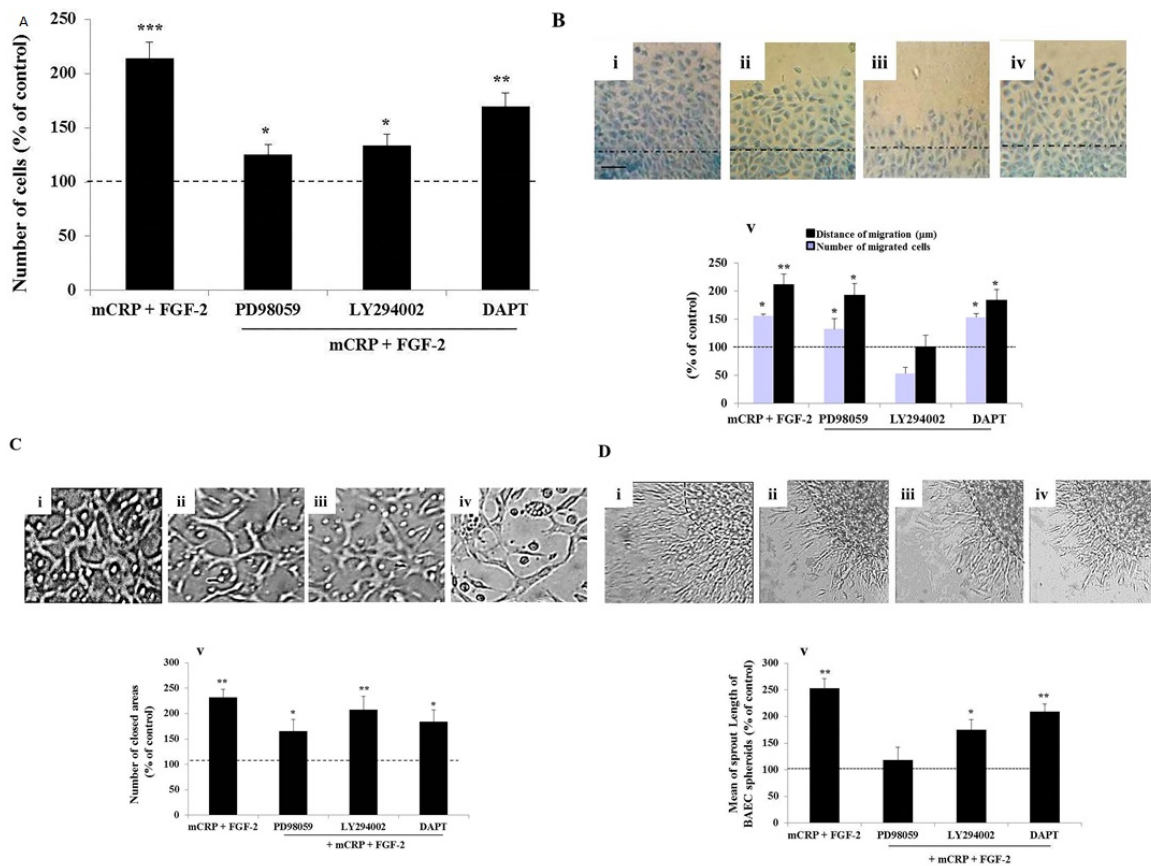 A
Number of cells (% of control)
250
200
150
100
50
0
***
*
*
**
mCRP + FGF-2 PD98059 LY294002 DAPT
mCRP + FGF-2
B
i ii iii iv
v
Distance of migration (µm)
Number of migrated cells
(% of control)
250
200
150
100
50
0
* ** * * * *
mCRP + FGF-2 PD98059 LY294002 DAPT
C
i ii iii iv
v
Number of closed areas
(% of control)
300
250
200
150
100
50
0
** * ** *
mCRP + FGF-2 PD98059 LY294002 DAPT
+ mCRP + FGF-2
D
i ii iii iv
v
Mean of sprout Length of
BAEC spheroids (% of control)
300
250
200
150
100
50
0
** * **
mCRP + FGF-2 PD98059 LY294002 DAPT
+ mCRP + FGF-2